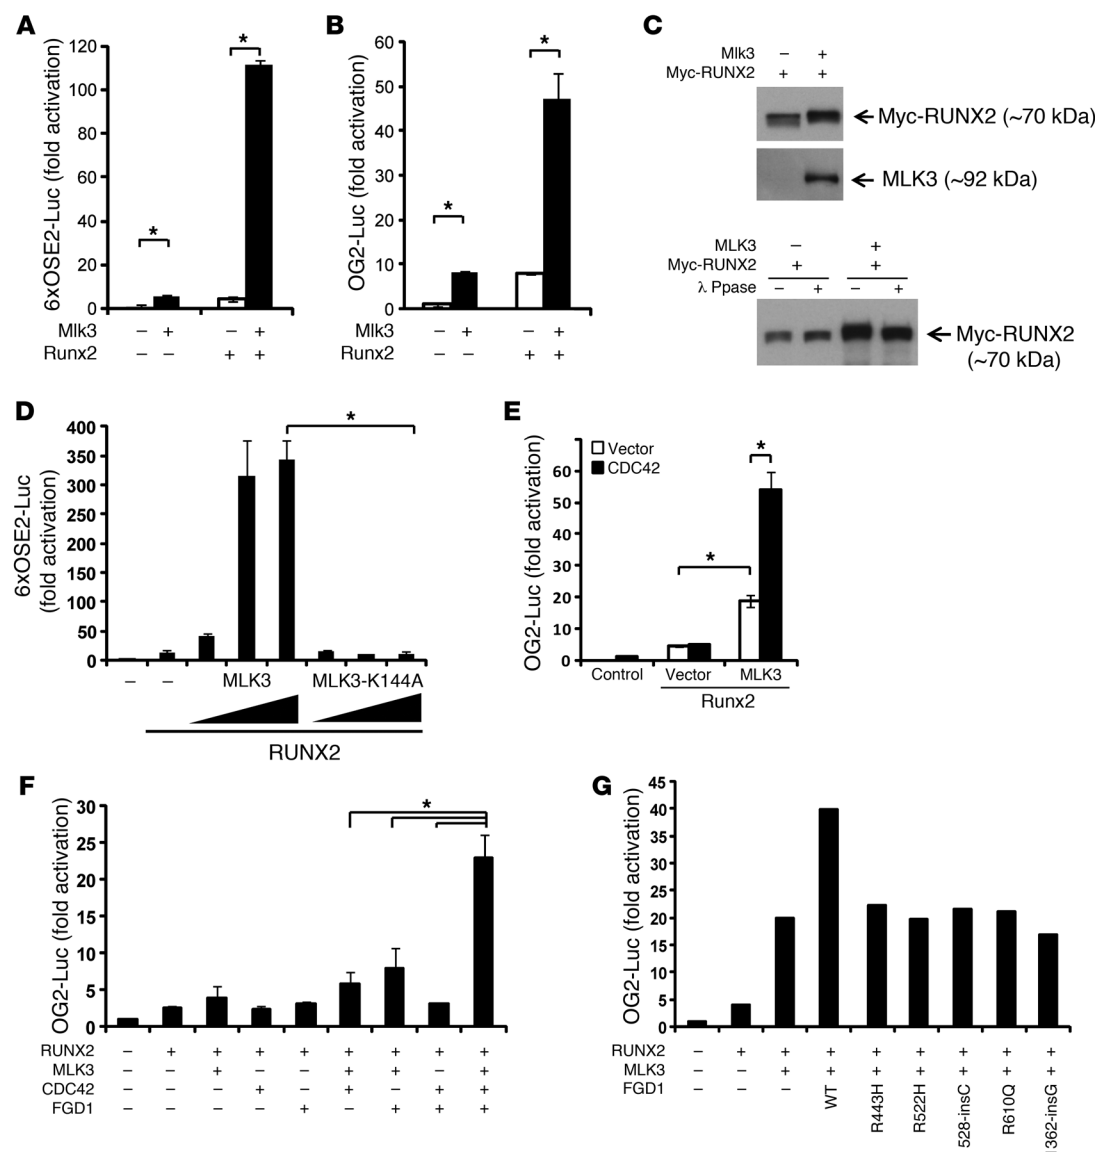 A
6xOSE2-Luc (fold activation)
120
100
80
60
40
20
0
*
*
Mlk3 – + – +
Runx2 – – + +
B
OG2-Luc (fold activation)
60
50
40
30
20
10
0
*
*
Mlk3 – + – +
Runx2 – – + +
C
Mlk3 – +
Myc-RUNX2 + +
Myc-RUNX2 (~70 kDa)
MLK3 (~92 kDa)
MLK3 – +
Myc-RUNX2 + +
λ Ppase – + – +
Myc-RUNX2
(~70 kDa)
D
6xOSE2-Luc
(fold activation)
400
350
300
250
200
150
100
50
0
*
– – MLK3 MLK3-K144A
RUNX2
E
OG2-Luc (fold activation)
60
50
40
30
20
10
0
Vector
CDC42
*
*
Control Vector MLK3
Runx2
F
OG2-Luc (fold activation)
30
25
20
15
10
5
0
*
RUNX2 – + + + + + + + +
MLK3 – – + – – + + – +
CDC42 – – – + – + – + +
FGD1 – – – – + – + + +
G
OG2-Luc (fold activation)
45
40
35
30
25
20
15
10
5
0
RUNX2 – + + + + + + + +
MLK3 – – + + + + + + +
FGD1 – – – WT R443H R522H 528-insC R610Q 1362-insG